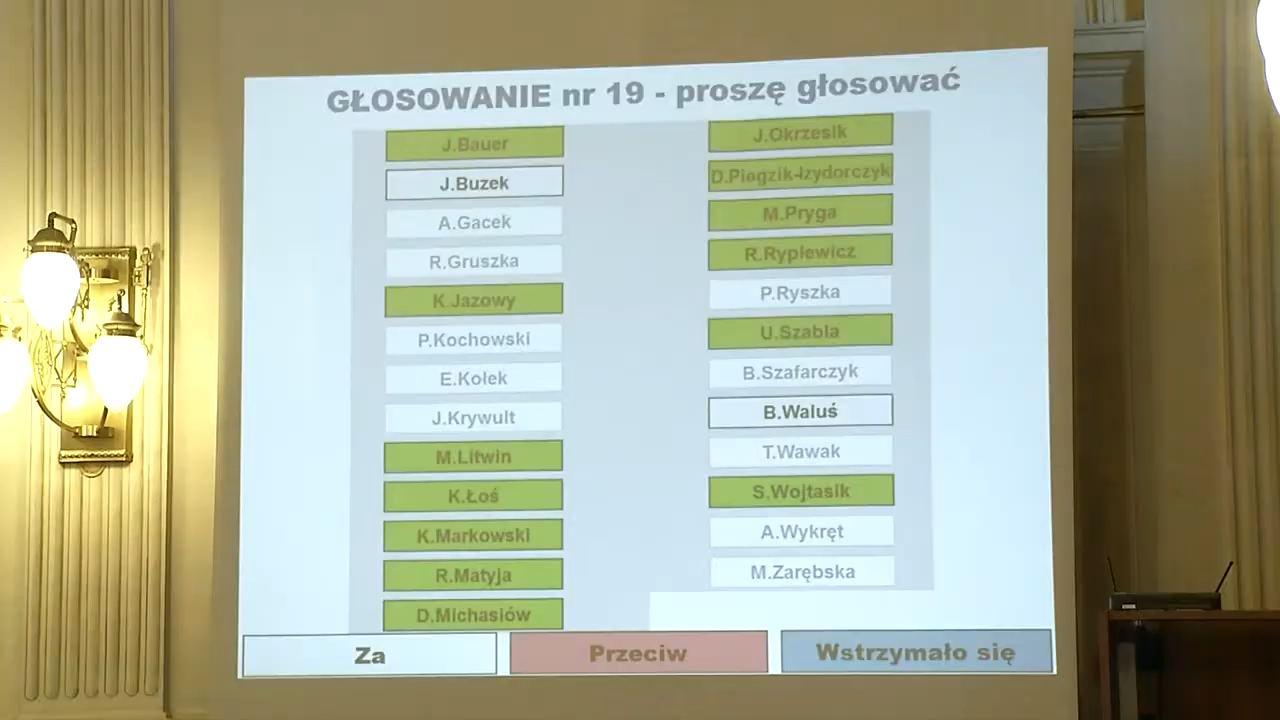 GŁOSOWANIE nr 19 - proszę głosować
J.Bauer
J.Buzek
A.Gacek
R.Gruszka
K.Jazowy
P.Kochowski
E.Kołek
J.Krywult
M.Litwin
K.Łoś
K.Markowski
R.Matyja
D.Michasiów
J.Okrzesik
D.Piegzik-Izydorczyk
M.Pryga
R.Ryplewicz
P.Ryszka
U.Szabla
B.Szafarczyk
B.Waluś
T.Wawak
S.Wojtasik
A.Wykręt
M.Zarębska
Za
Przeciw
Wstrzymało się